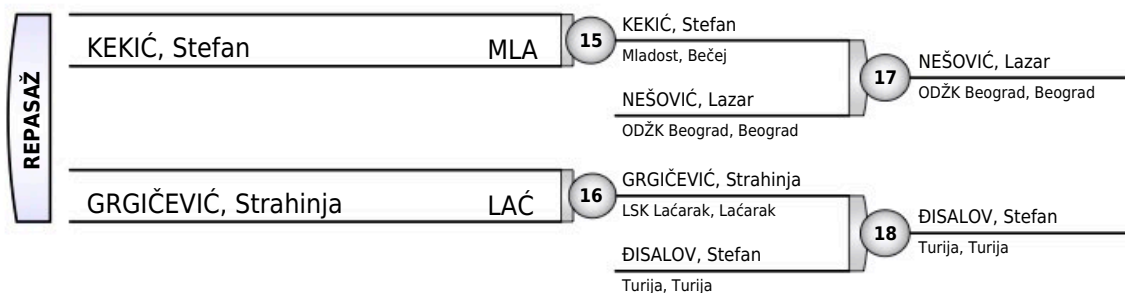 REPASAŽ
KEKIĆ, Stefan MLA
15
KEKIĆ, Stefan
Mladost, Bečej
NEŠOVIĆ, Lazar
ODŽK Beograd, Beograd
17
NEŠOVIĆ, Lazar
ODŽK Beograd, Beograd
GRGIČEVIĆ, Strahinja LAĆ
16
GRGIČEVIĆ, Strahinja
LSK Laćarak, Laćarak
ĐISALOV, Stefan
Turija, Turija
18
ĐISALOV, Stefan
Turija, Turija